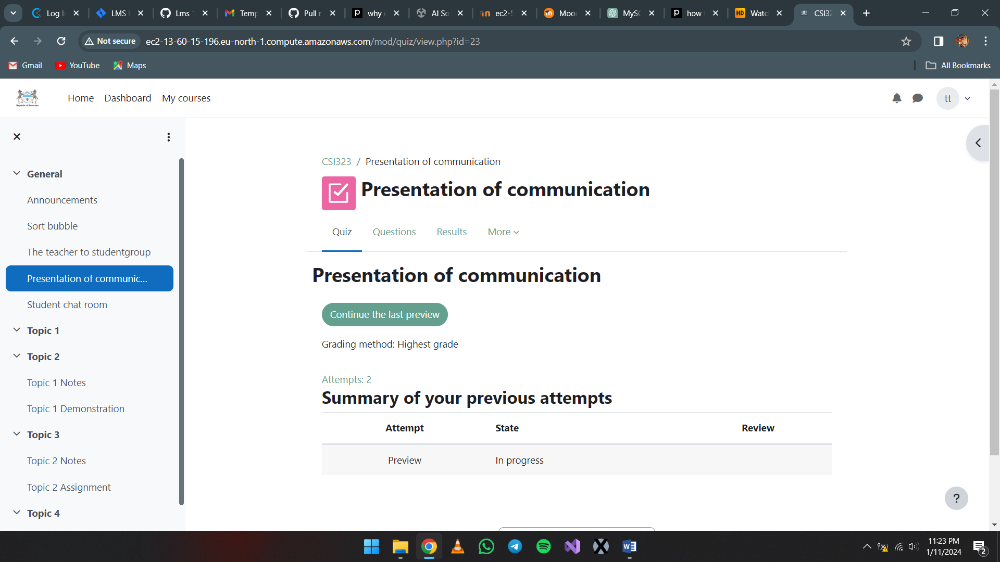 Log I
LMS
Lms
Temp
Pull r
why
AI So
ec2-5
Mood
MyS
how
HD Watc
CSI32
Not secure
ec2-13-60-15-196.eu-north-1.compute.amazonaws.com/mod/quiz/view.php?id=23
Gmail
YouTube
Maps
All Bookmarks
Republic of Botswana
Home
Dashboard
My courses
tt
General
Announcements
Sort bubble
The teacher to studentgroup
Presentation of communic...
Student chat room
Topic 1
Topic 2
Topic 1 Notes
Topic 1 Demonstration
Topic 3
Topic 2 Notes
Topic 2 Assignment
Topic 4
CSI323 / Presentation of communication
Presentation of communication
Quiz
Questions
Results
More
Presentation of communication
Continue the last preview
Grading method: Highest grade
Attempts: 2
Summary of your previous attempts
Attempt State Review
Preview In progress
?
11:23 PM
1/11/2024
2